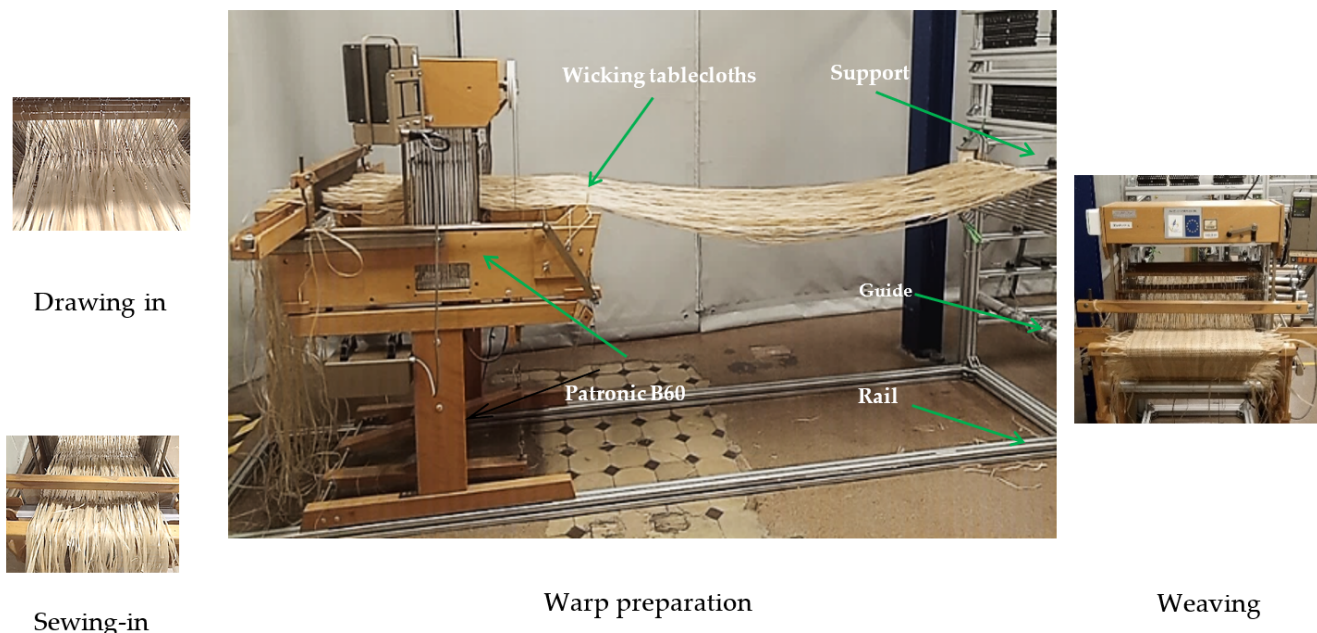 Wicking tablecloths
Support
Drawing in
Guide
Patronic B60
Rail
Sewing-in
Warp preparation
Weaving